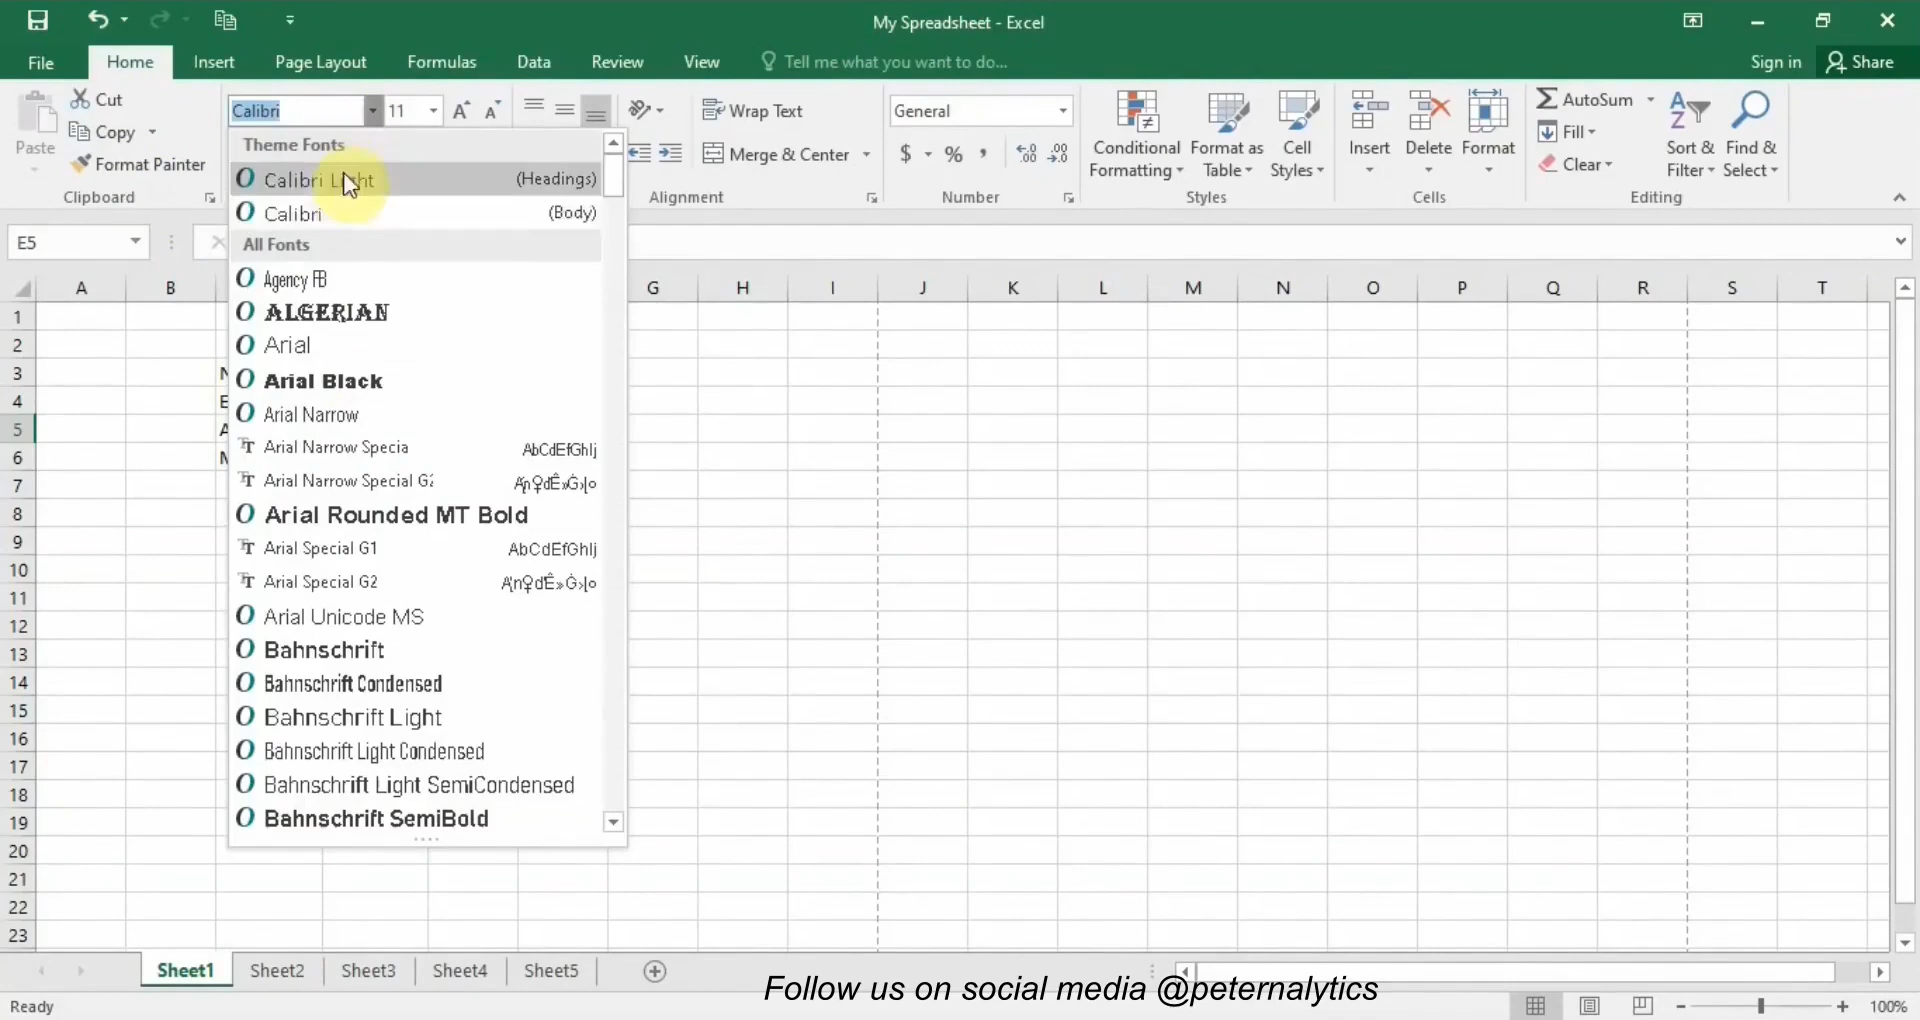 My Spreadsheet - Excel
File Home Insert Page Layout Formulas Data Review View Tell me what you want to do... Sign in Share
Paste
Cut
Copy
Format Painter
Clipboard
Calibri 11
Wrap Text
Merge & Center
Alignment
General
$ % ,
Number
Conditional Formatting
Format as Table
Cell Styles
Styles
Insert Delete Format
Cells
AutoSum
Fill
Clear
Sort & Filter
Find & Select
Editing
Theme Fonts
Calibri Light (Headings)
Calibri (Body)
All Fonts
Agency FB
ALGERIAN
Arial
Arial Black
Arial Narrow
Arial Narrow Specia AbCdEfGhIj
Arial Narrow Special G2
Arial Rounded MT Bold
Arial Special G1 AbCdEfGhIj
Arial Special G2
Arial Unicode MS
Bahnschrift
Bahnschrift Condensed
Bahnschrift Light
Bahnschrift Light Condensed
Bahnschrift Light SemiCondensed
Bahnschrift SemiBold
E5
A B G H I J K L M N O P Q R S T
1
2
3
4
5
6
7
8
9
10
11
12
13
14
15
16
17
18
19
20
21
22
23
Sheet1 Sheet2 Sheet3 Sheet4 Sheet5
Follow us on social media @peternalytics
Ready
100%